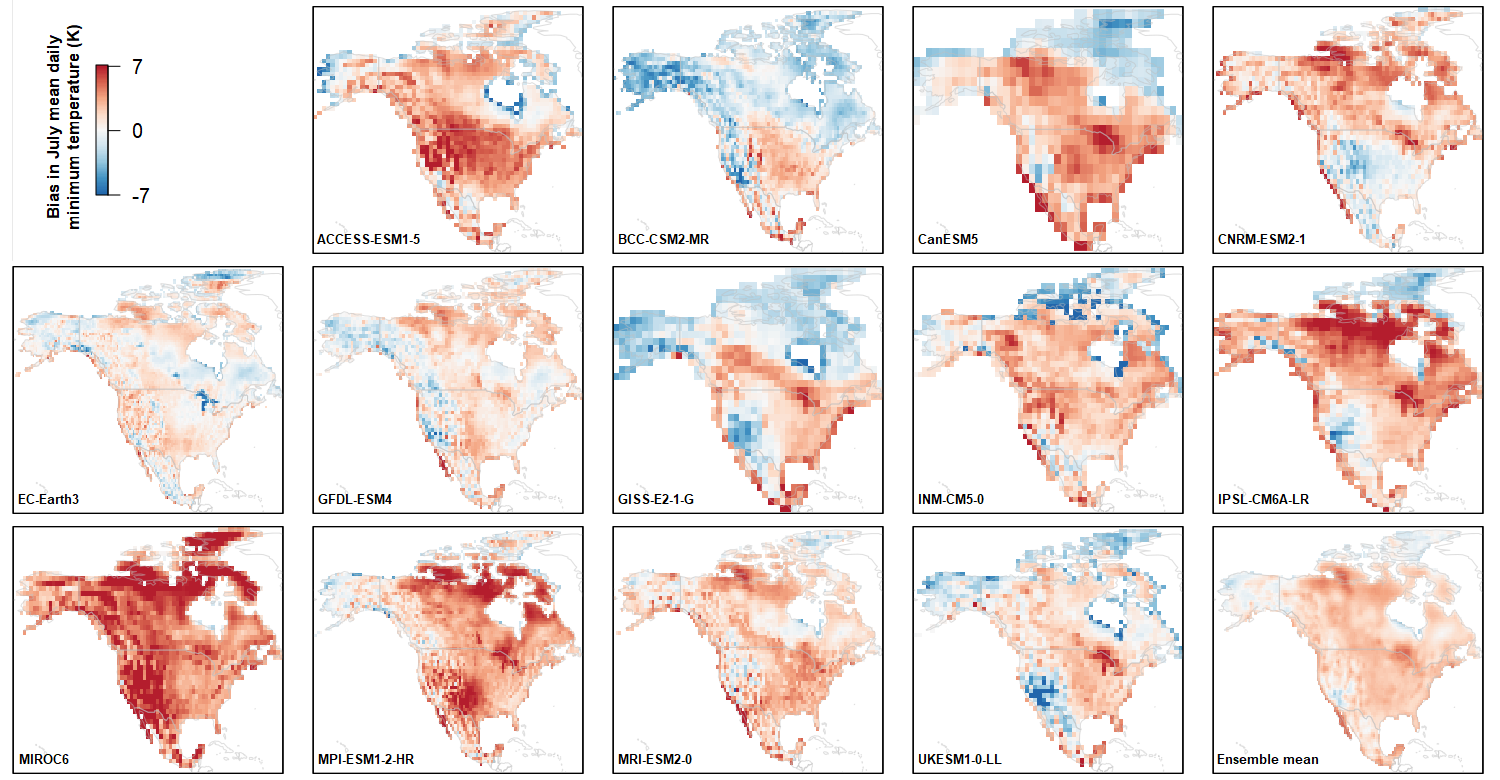 Bias in July mean daily
minimum temperature (K)
7
0
-7
ACCESS-ESM1-5
BCC-CSM2-MR
CanESM5
CNRM-ESM2-1
EC-Earth3
GFDL-ESM4
GISS-E2-1-G
INM-CM5-0
IPSL-CM6A-LR
MIROC6
MPI-ESM1-2-HR
MRI-ESM2-0
UKESM1-0-LL
Ensemble mean